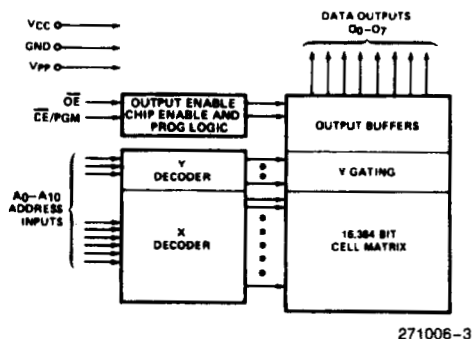 DATA OUTPUTS
O0-O7
VCC
GND
VPP
OE
CE/PGM
OUTPUT ENABLE
CHIP ENABLE AND
PROG LOGIC
OUTPUT BUFFERS
Y
DECODER
Y GATING
A0-A10
ADDRESS
INPUTS
X
DECODER
16,384 BIT
CELL MATRIX
271006-3